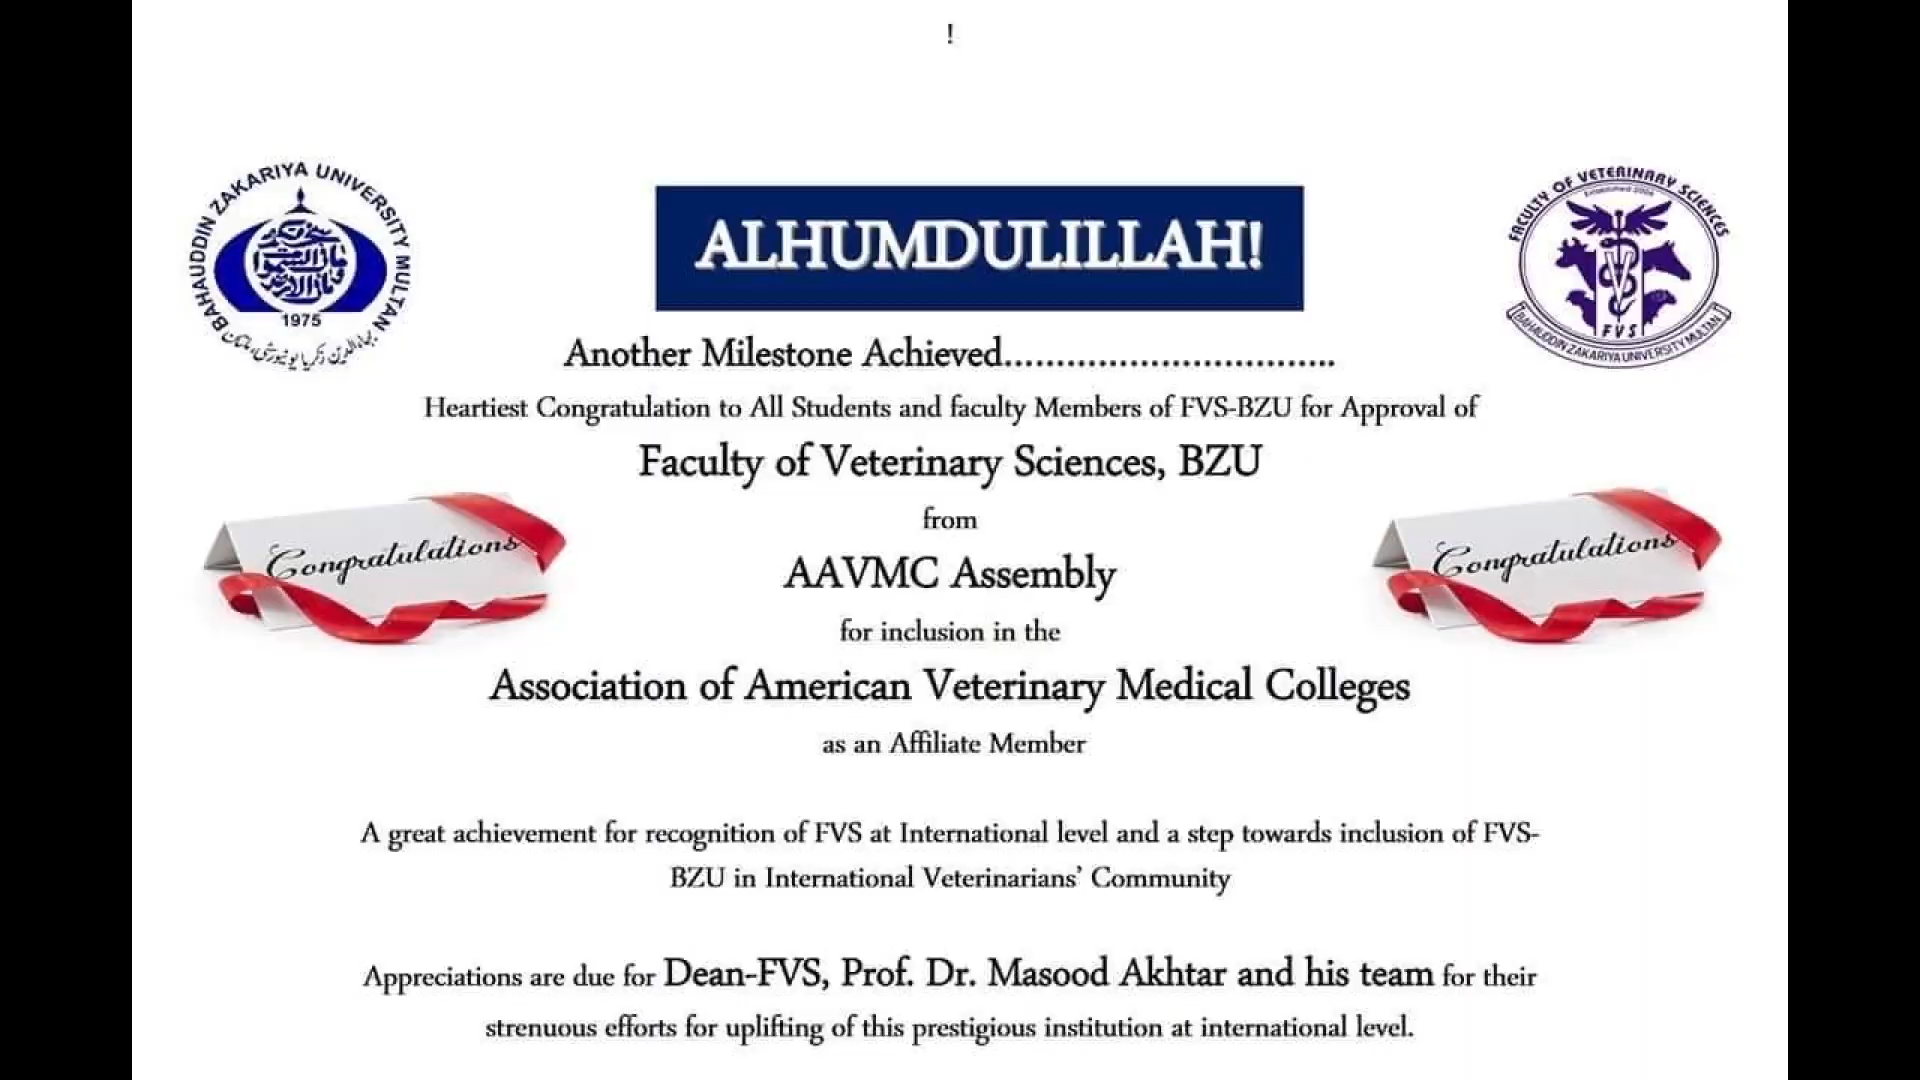 !
BAHAUDDIN ZAKARIYA UNIVERSITY MULTAN
1975
بہاءالدین زکریا یونیورسٹی، ملتان
FACULTY OF VETERINARY SCIENCES
FVS
BAHAUDDIN ZAKARIYA UNIVERSITY MULTAN
ALHUMDULILLAH!
Another Milestone Achieved................................
Heartiest Congratulation to All Students and faculty Members of FVS-BZU for Approval of
Faculty of Veterinary Sciences, BZU
from
Congratulations
Congratulations
AAVMC Assembly
for inclusion in the
Association of American Veterinary Medical Colleges
as an Affiliate Member
A great achievement for recognition of FVS at International level and a step towards inclusion of FVS-
BZU in International Veterinarians’ Community
Appreciations are due for Dean-FVS, Prof. Dr. Masood Akhtar and his team for their
strenuous efforts for uplifting of this prestigious institution at international level.